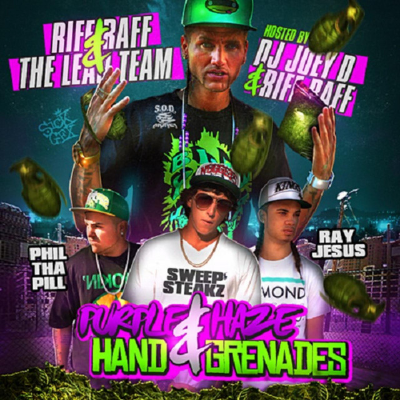 RIFF RAFF
&
THE LEAN TEAM
HOSTED BY
DJ JOEY D
&
RIFF RAFF
S.O.D.
PHIL
THA
PILL
RAY
JESUS
SWEEP
STEAKZ
MOND
PURPLE & HAZE
HAND & GRENADES